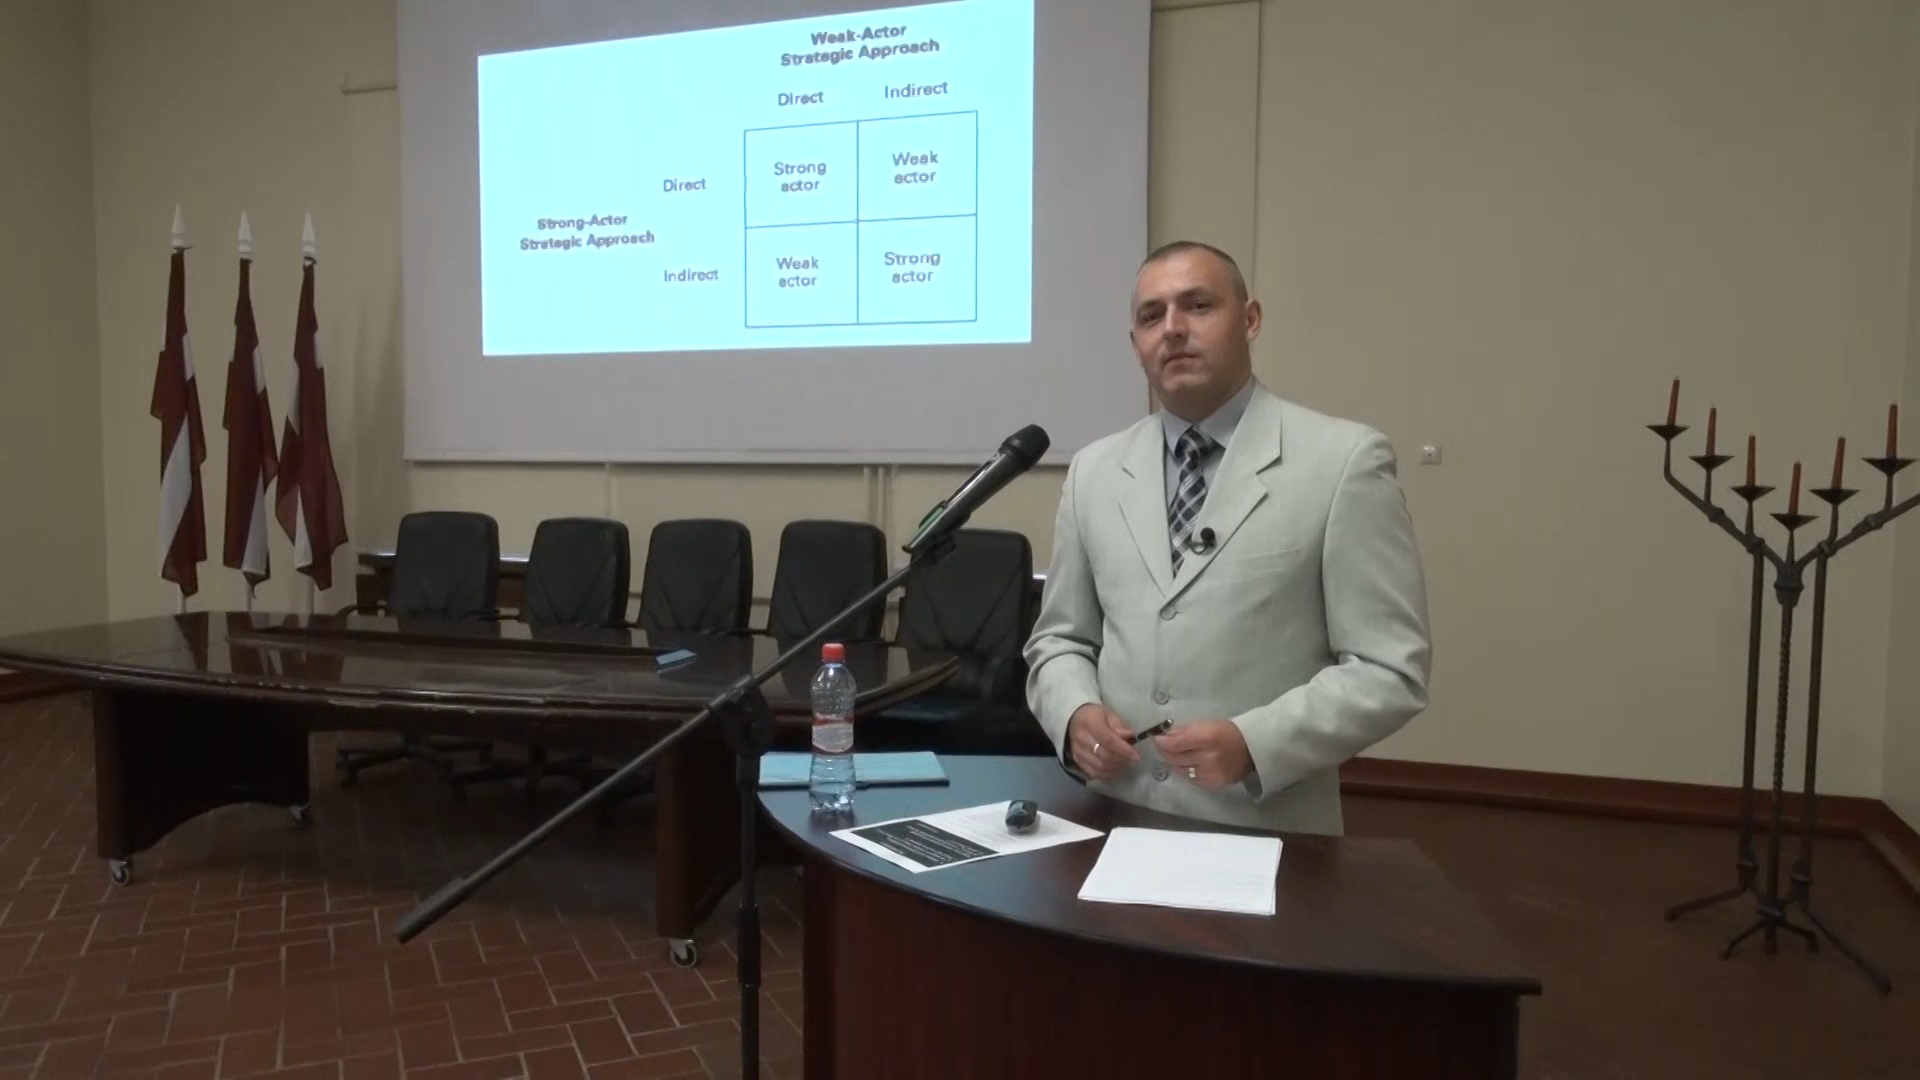 Weak-Actor
Strategic Approach
Direct
Indirect
Direct
Strong
actor
Weak
actor
Strong-Actor
Strategic Approach
Indirect
Weak
actor
Strong
actor